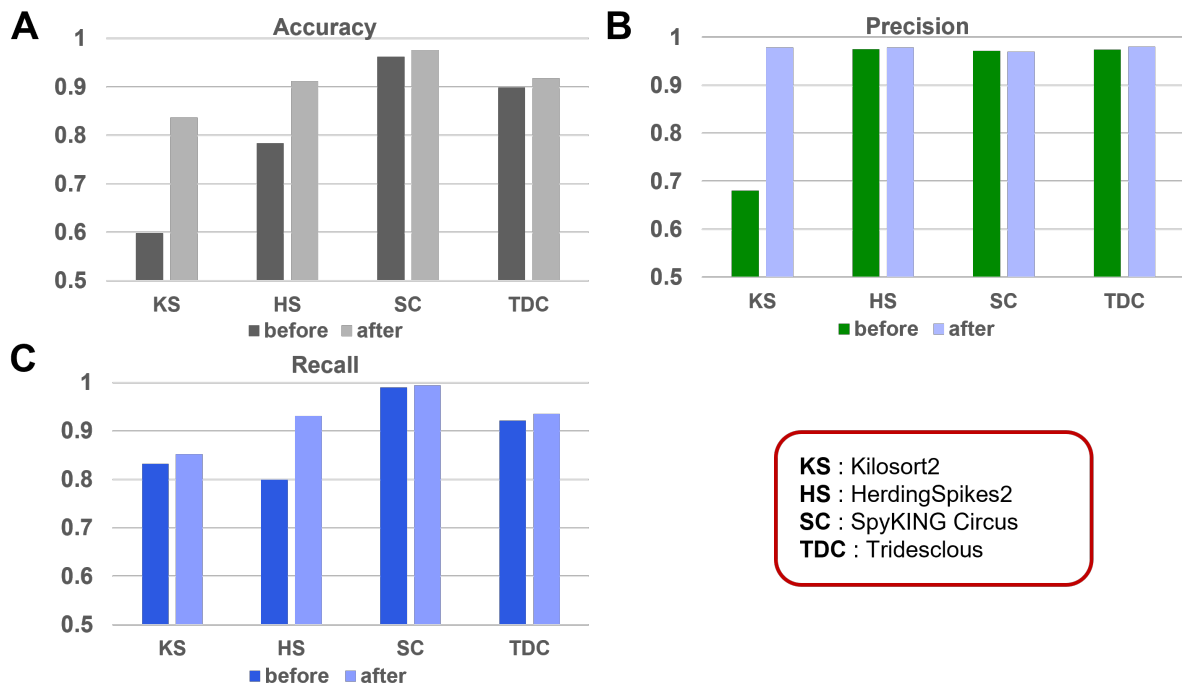 A
Accuracy
1
0.9
0.8
0.7
0.6
0.5
KS HS SC TDC
before after
B
Precision
1
0.9
0.8
0.7
0.6
0.5
KS HS SC TDC
before after
C
Recall
1
0.9
0.8
0.7
0.6
0.5
KS HS SC TDC
before after
KS : Kilosort2
HS : HerdingSpikes2
SC : SpyKING Circus
TDC : Tridesclous